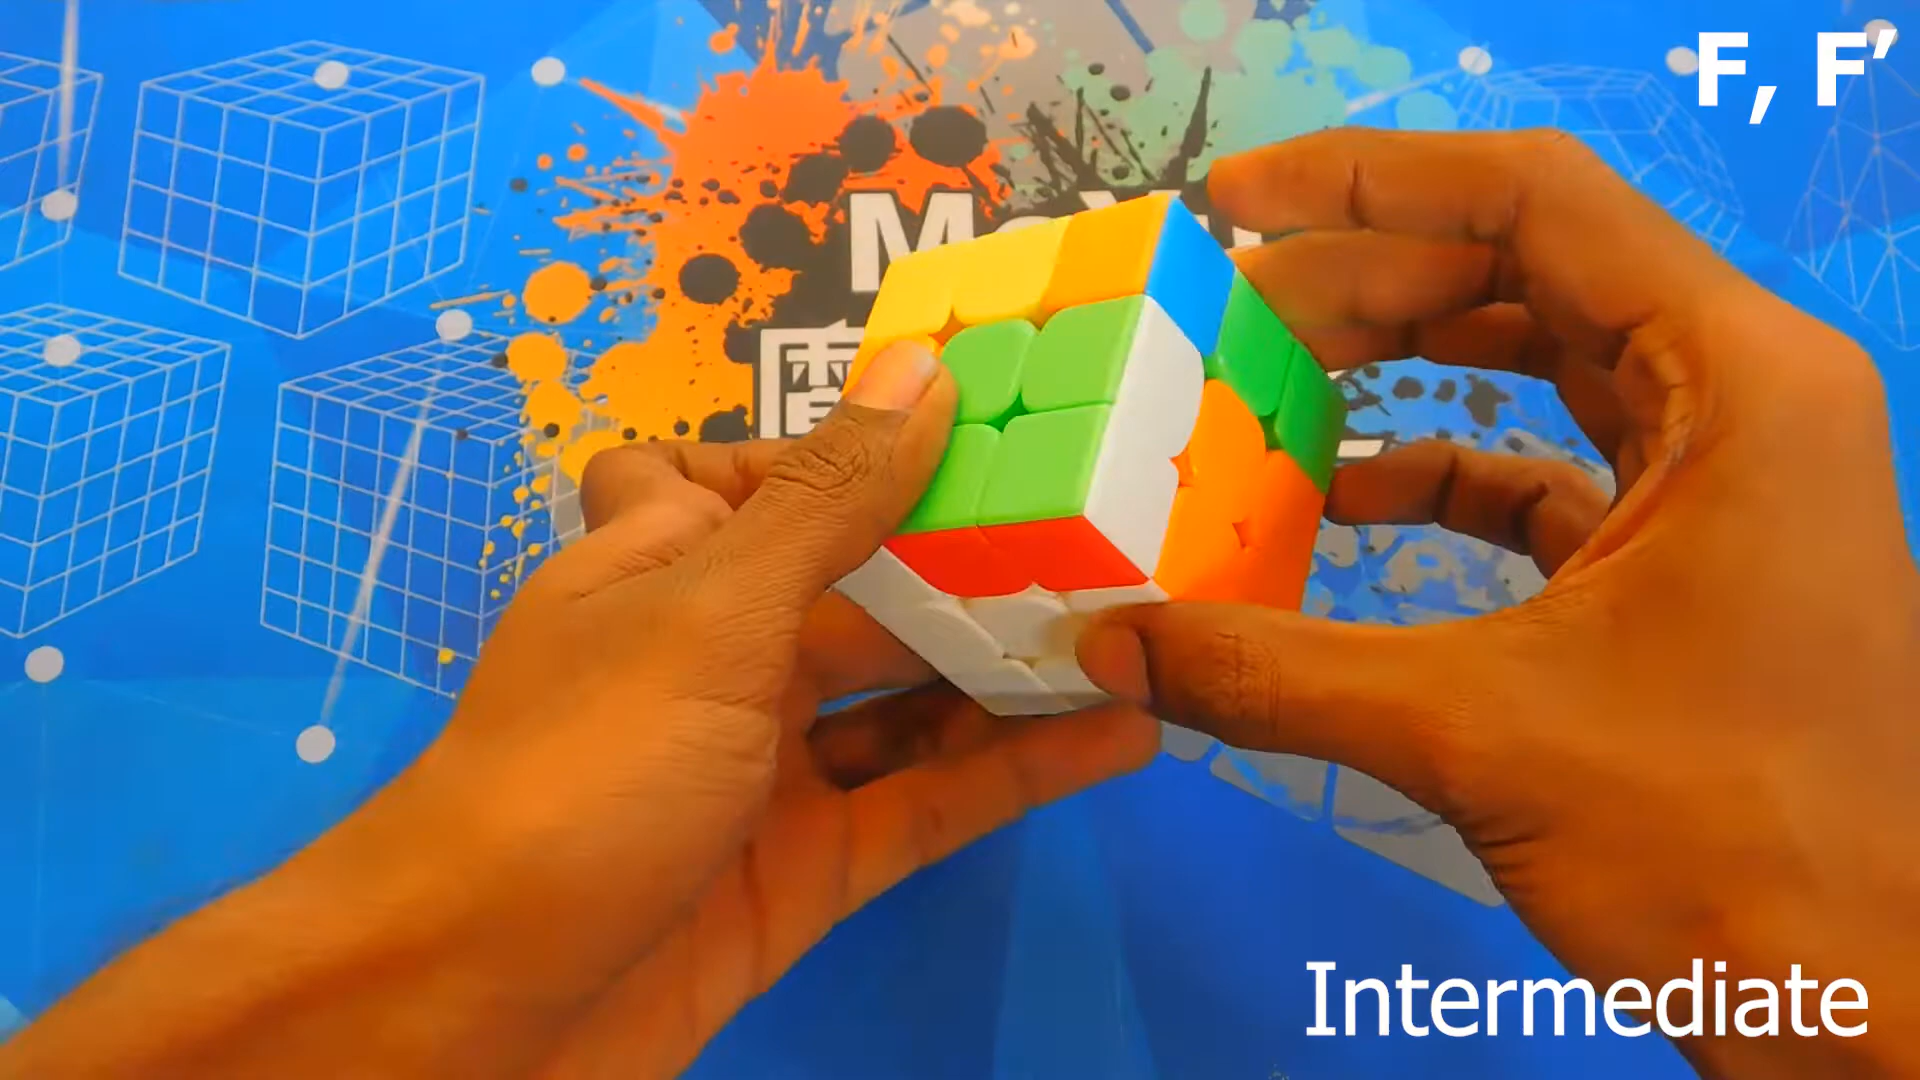 F, F’
Intermediate